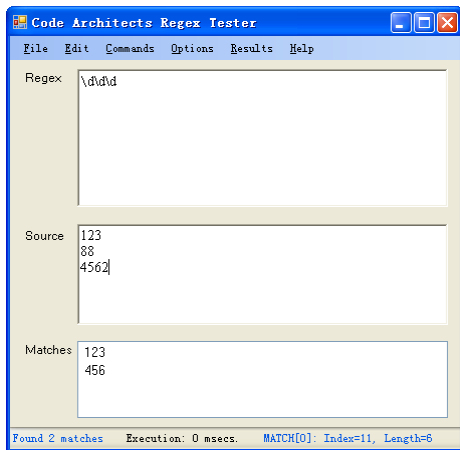 Code Architects Regex Tester
File Edit Commands Options Results Help
Regex
\d\d\d
Source
123
88
4562
Matches
123
456
Found 2 matches Execution: 0 msecs. MATCH[0]: Index=11, Length=6